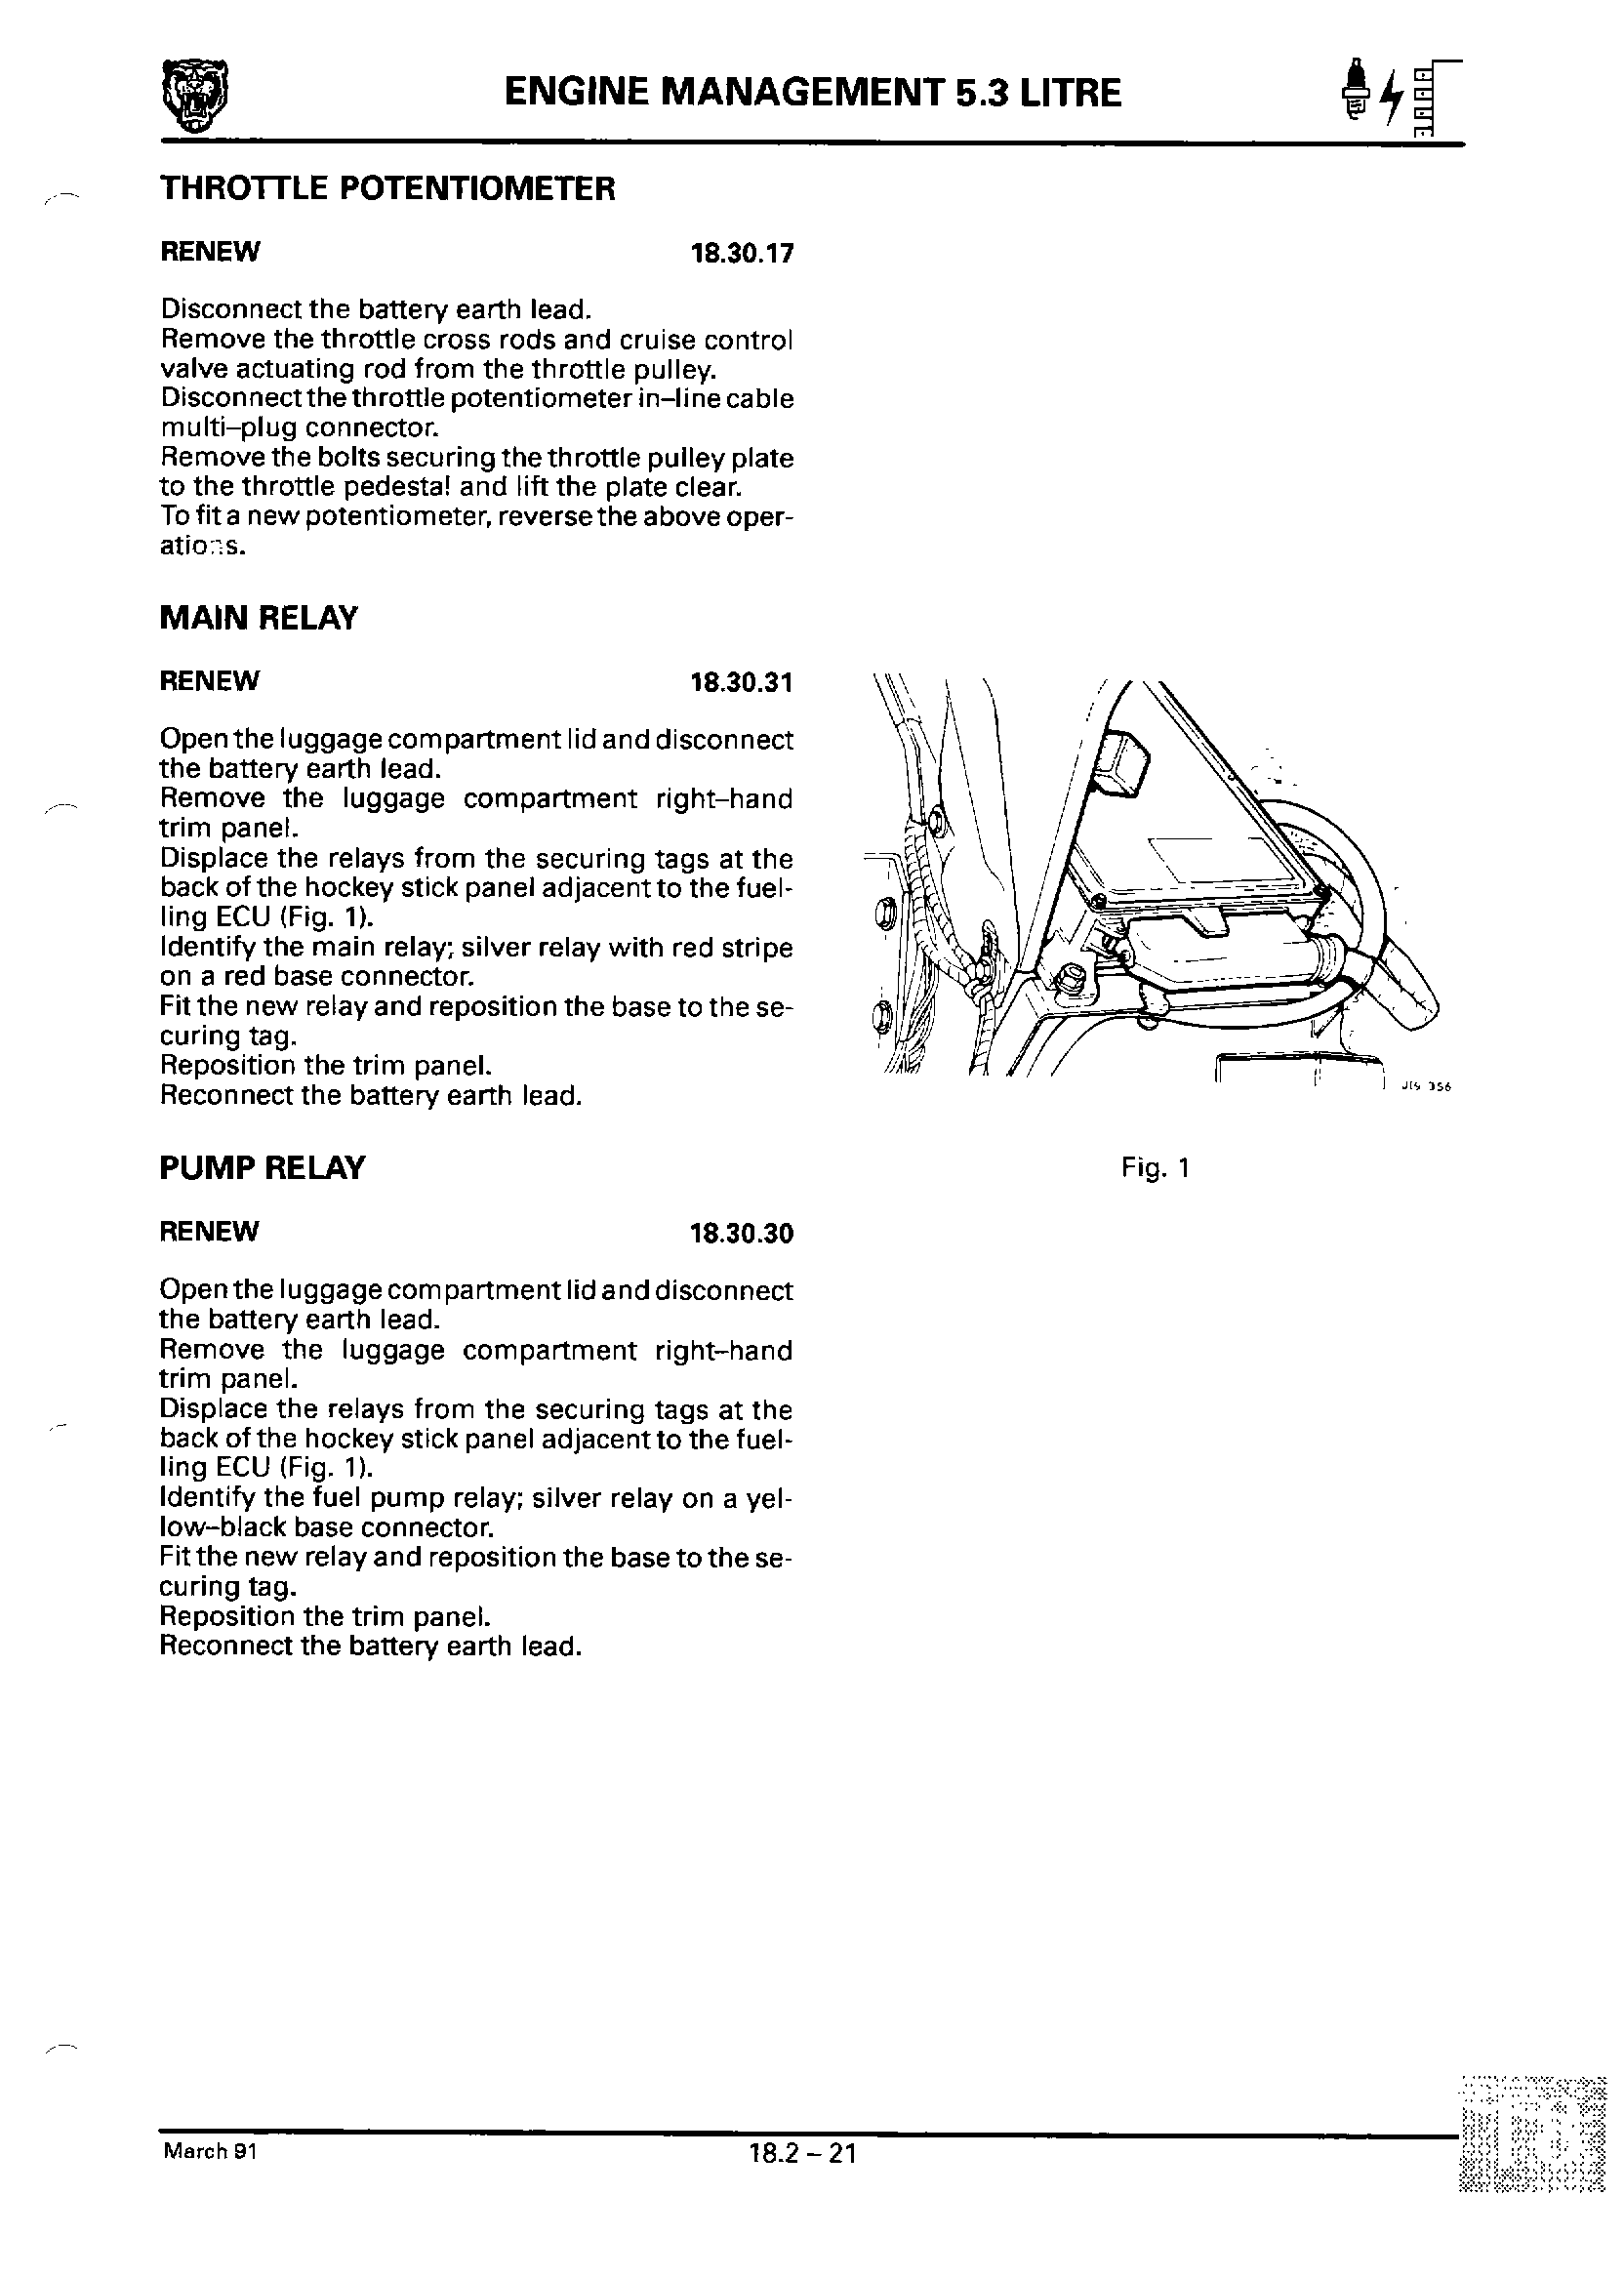 ENGINE MANAGEMENT 5.3 LITRE
THROTTLE POTENTIOMETER
RENEW 18.30.17
Disconnect the battery earth lead.
Remove the throttle cross rods and cruise control
valve actuating rod from the throttle pulley.
Disconnect the throttle potentiometer in-line cable
multi-plug connector.
Remove the bolts securing the throttle pulley plate
to the throttle pedestal and lift the plate clear.
To fit a new potentiometer, reverse the above oper-
ations.
MAIN RELAY
RENEW 18.30.31
Open the luggage compartment lid and disconnect
the battery earth lead.
Remove the luggage compartment right-hand
trim panel.
Displace the relays from the securing tags at the
back of the hockey stick panel adjacent to the fuel-
ling ECU (Fig. 1).
Identify the main relay; silver relay with red stripe
on a red base connector.
Fit the new relay and reposition the base to the se-
curing tag.
Reposition the trim panel.
Reconnect the battery earth lead.
Fig. 1
PUMP RELAY
RENEW 18.30.30
Open the luggage compartment lid and disconnect
the battery earth lead.
Remove the luggage compartment right-hand
trim panel.
Displace the relays from the securing tags at the
back of the hockey stick panel adjacent to the fuel-
ling ECU (Fig. 1).
Identify the fuel pump relay; silver relay on a yel-
low-black base connector.
Fit the new relay and reposition the base to the se-
curing tag.
Reposition the trim panel.
Reconnect the battery earth lead.
March 91
18.2 – 21